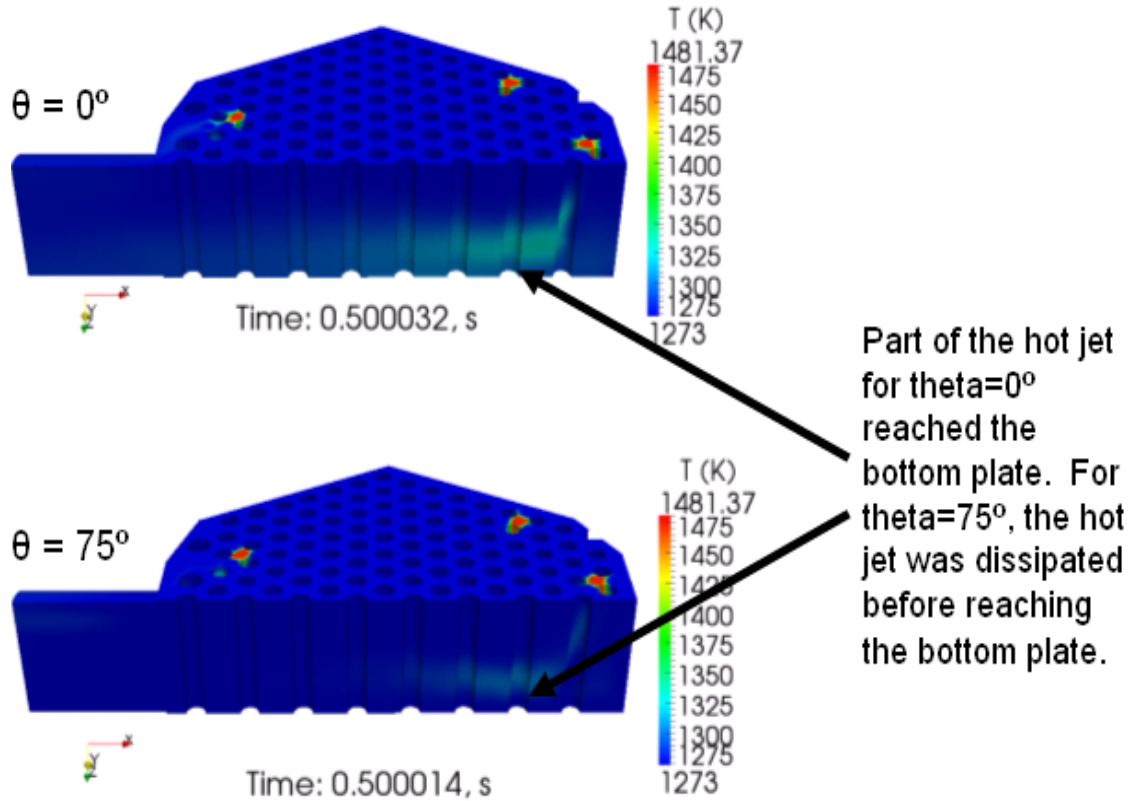 T (K)
1481.37
1475
1450
1425
1400
1375
1350
1325
1300
1275
1273
θ = 0º
x
Y
Z
Time: 0.500032, s
Part of the hot jet
for theta=0º
reached the
bottom plate.  For
theta=75º, the hot
jet was dissipated
before reaching
the bottom plate.
T (K)
1481.37
1475
1450
1425
1400
1375
1350
1325
1300
1275
1273
θ = 75º
x
Y
Z
Time: 0.500014, s